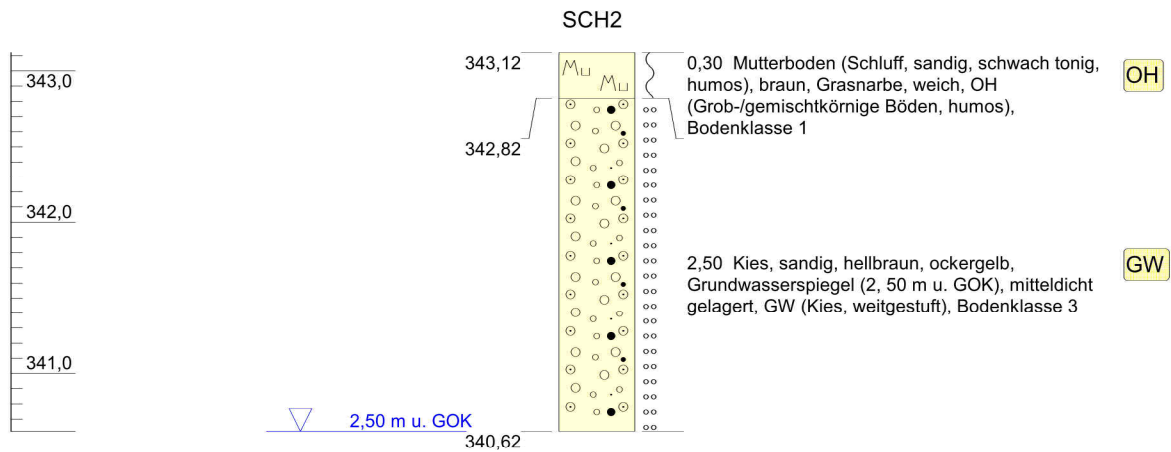 SCH2
343,12
343,0
0,30 Mutterboden (Schluff, sandig, schwach tonig,
humos), braun, Grasnarbe, weich, OH
(Grob-/gemischtkörnige Böden, humos),
Bodenklasse 1
OH
Mu
Mu
342,82
342,0
2,50 Kies, sandig, hellbraun, ockergelb,
Grundwasserspiegel (2, 50 m u. GOK), mitteldicht
gelagert, GW (Kies, weitgestuft), Bodenklasse 3
GW
341,0
2,50 m u. GOK
340,62